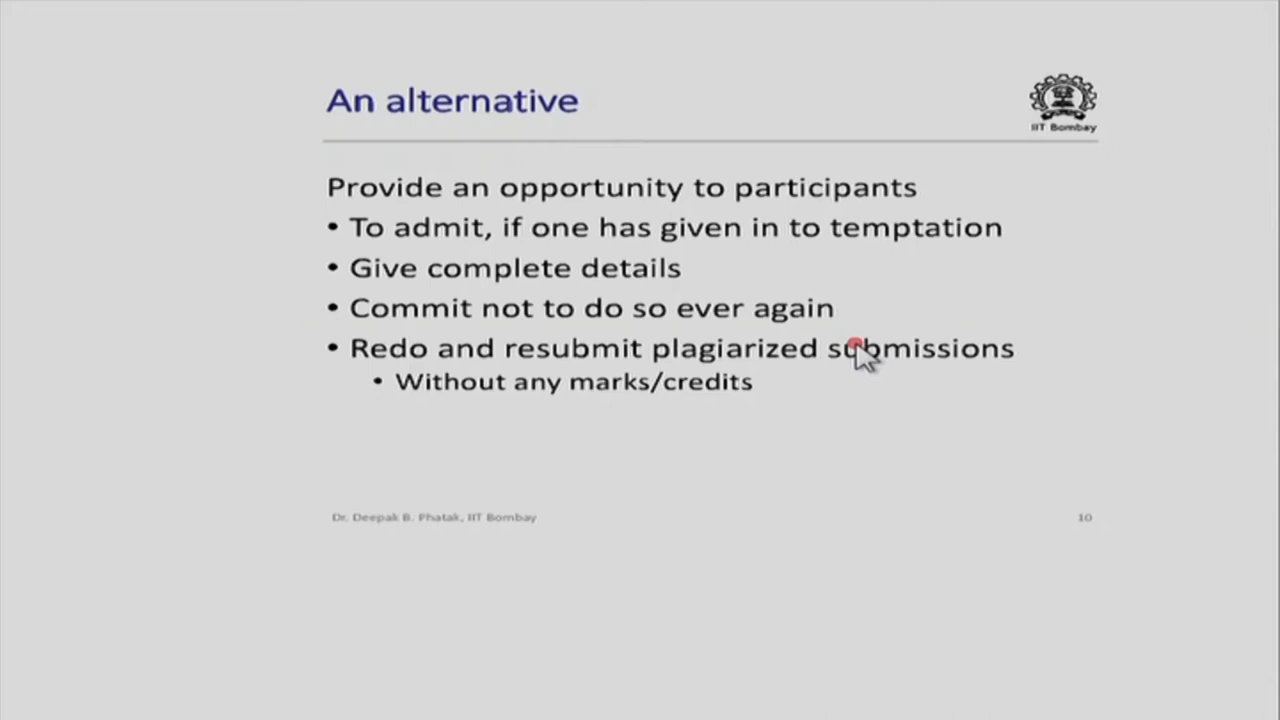 An alternative
IIT Bombay
Provide an opportunity to participants
• To admit, if one has given in to temptation
• Give complete details
• Commit not to do so ever again
• Redo and resubmit plagiarized submissions
• Without any marks/credits
Dr. Deepak B. Phatak, IIT Bombay
10